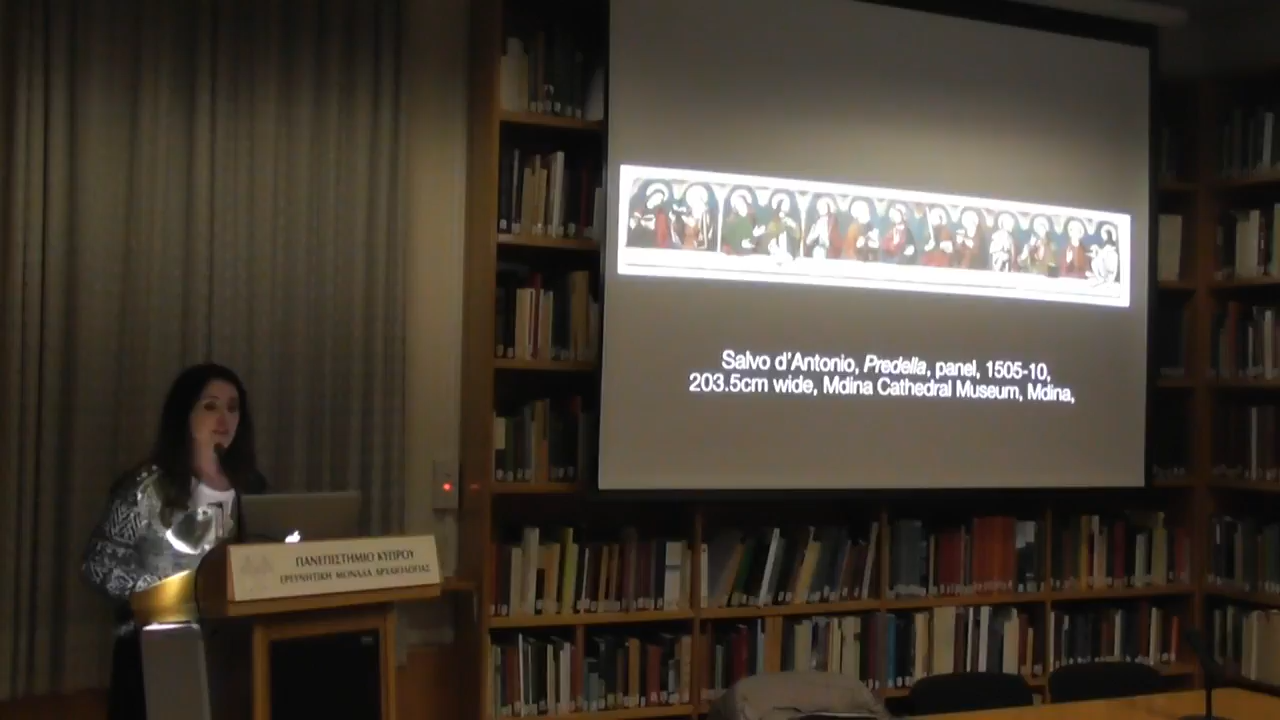 Salvo d'Antonio, Predella, panel, 1505-10,
203.5cm wide, Mdina Cathedral Museum, Mdina,
ΠΑΝΕΠΙΣΤΗΜΙΟ ΚΥΠΡΟΥ
ΕΡΕΥΝΗΤΙΚΗ ΜΟΝΑΔΑ ΑΡΧΑΙΟΛΟΓΙΑΣ